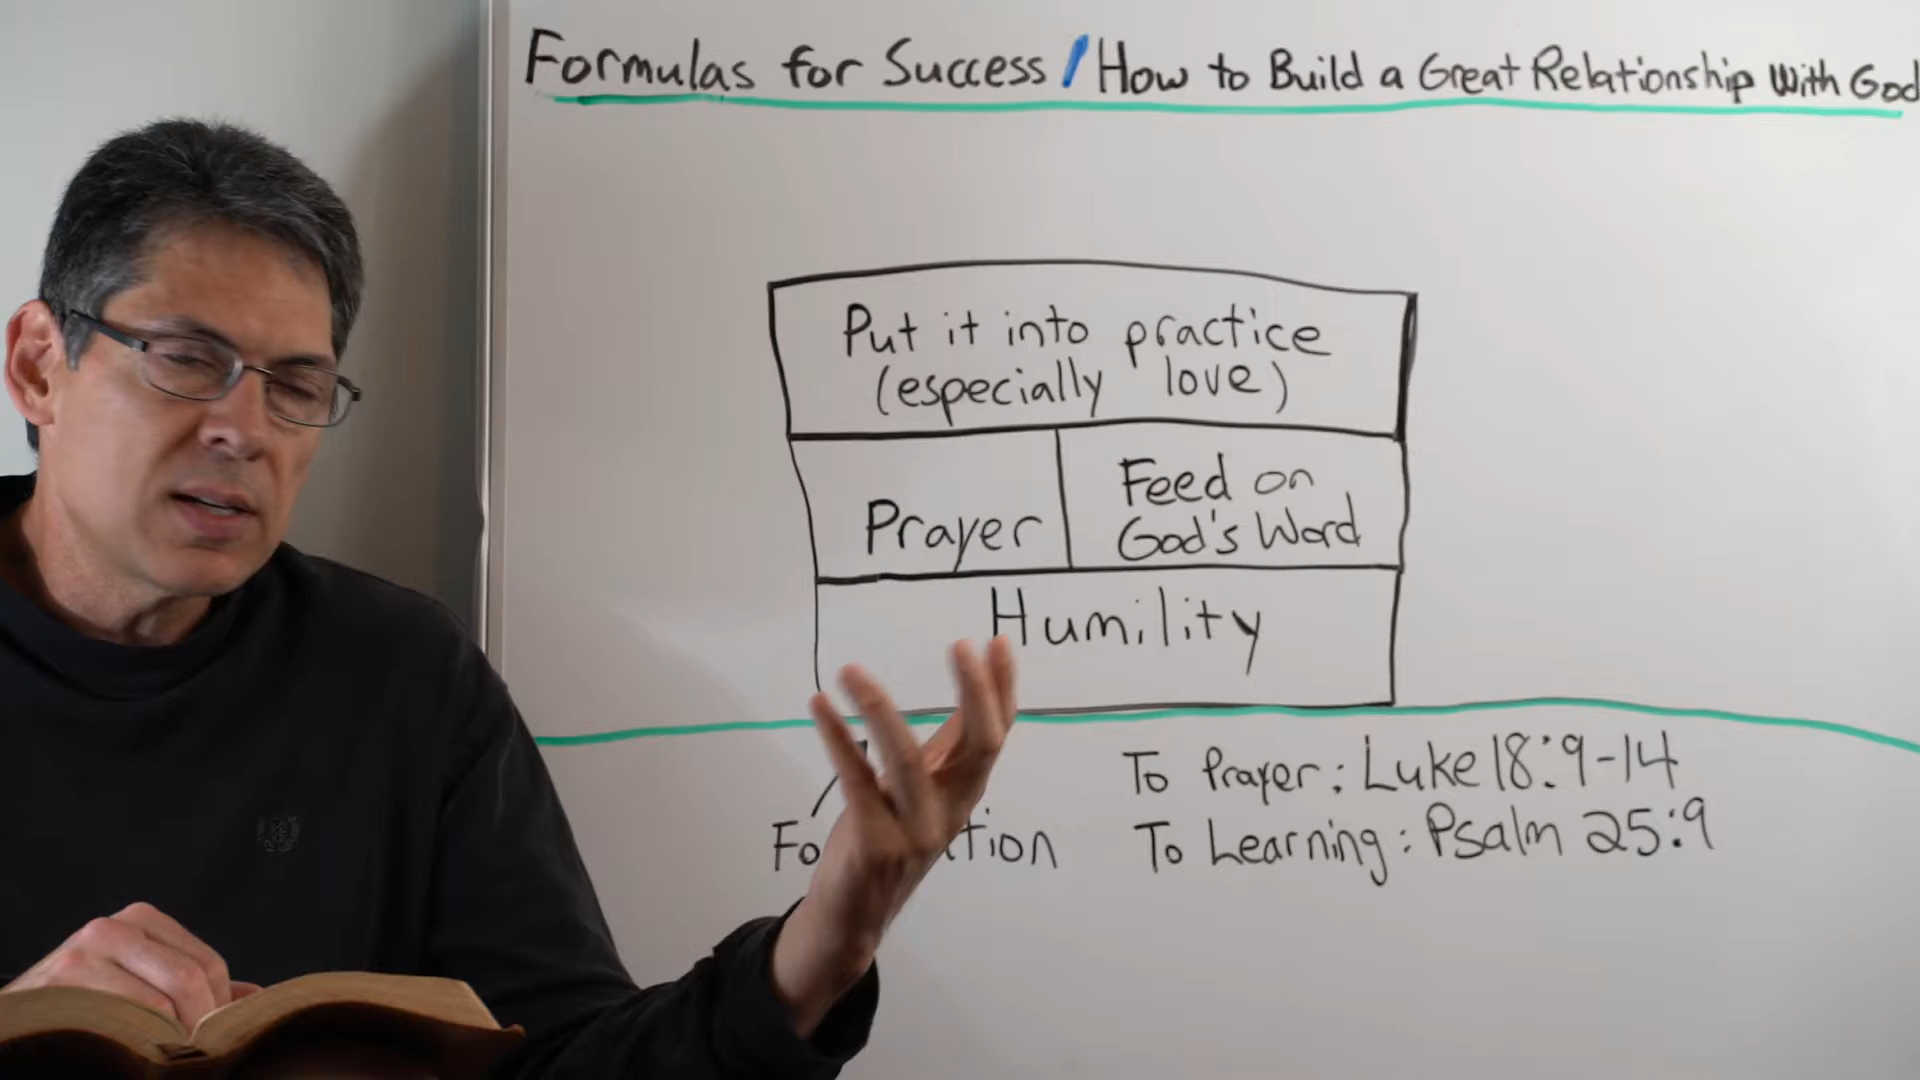 Formulas for Success / How to Build a Great Relationship With God
Put it into practice
(especially love)
Prayer
Feed on
God's Word
Humility
To Prayer: Luke 18:9-14
To Learning: Psalm 25:9